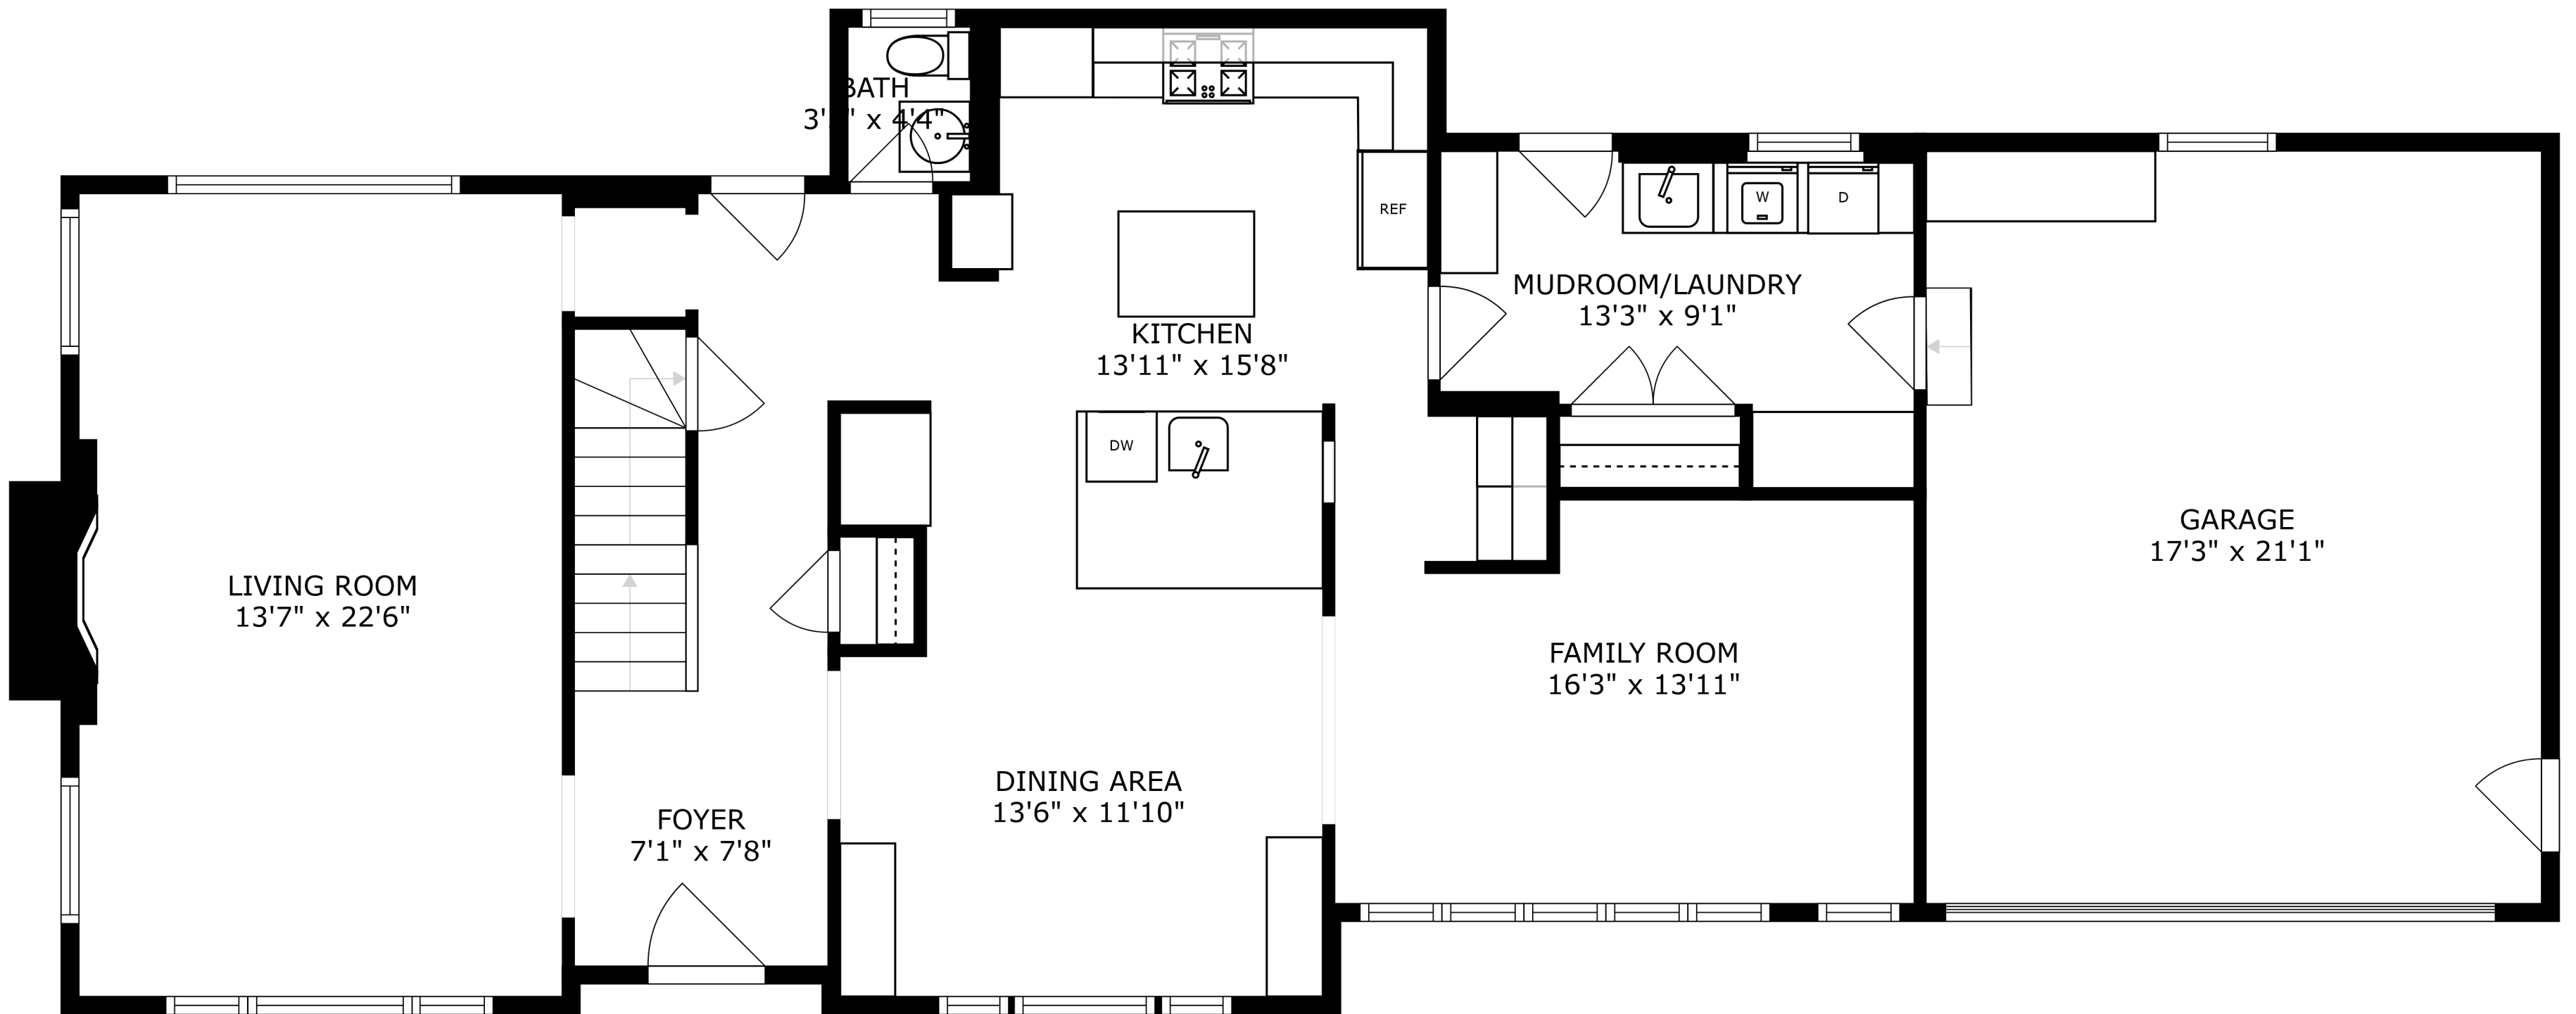 BATH
x 4'4"
REF
W
D
MUDROOM/LAUNDRY
13'3" x 9'1"
KITCHEN
13'11" x 15'8"
DW
GARAGE
17'3" x 21'1"
LIVING ROOM
13'7" x 22'6"
FAMILY ROOM
16'3" x 13'11"
DINING AREA
13'6" x 11'10"
FOYER
7'1" x 7'8"